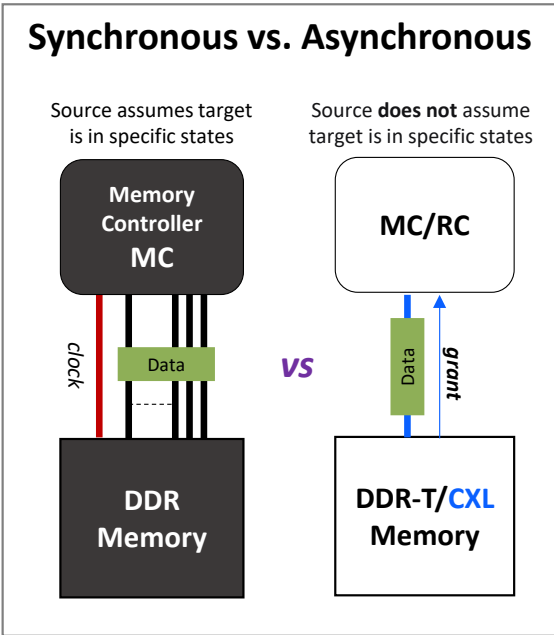 Synchronous vs. Asynchronous
Source assumes target
is in specific states
Source does not assume
target is in specific states
Memory
Controller
MC
MC/RC
clock
Data
vs
Data
grant
DDR
Memory
DDR-T/CXL
Memory